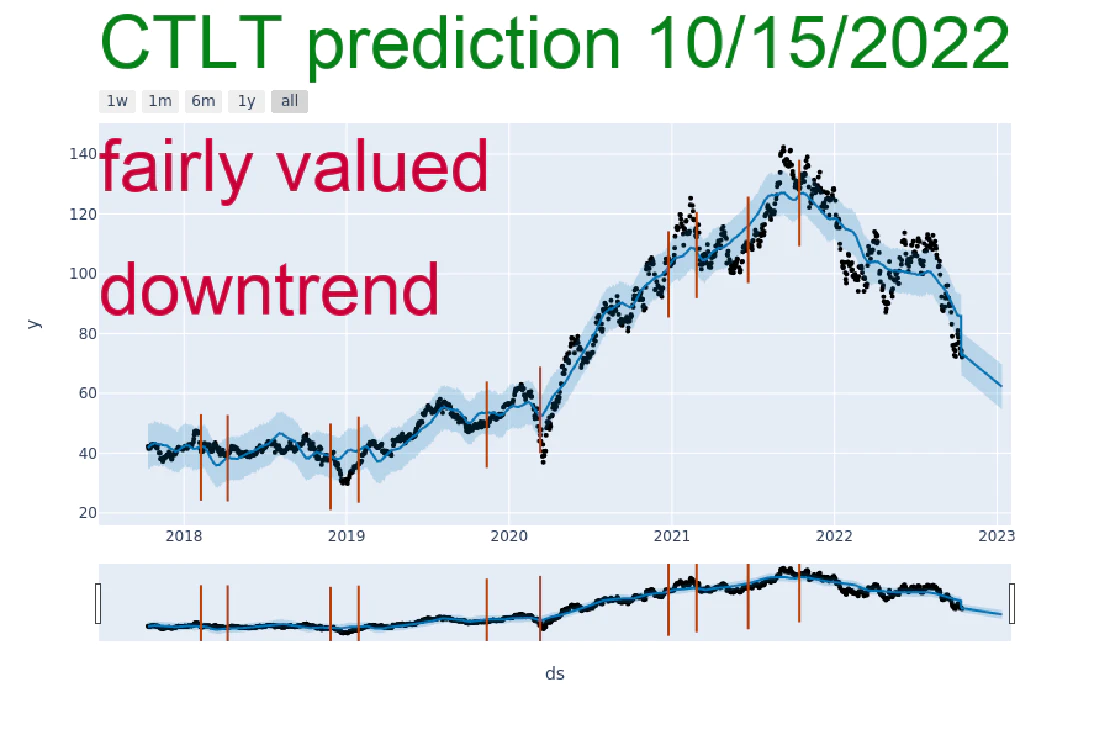 CTLT prediction 10/15/2022
1w 1m 6m 1y all
fairly valued
downtrend
140
120
100
80
60
40
20
y
2018 2019 2020 2021 2022 2023
ds